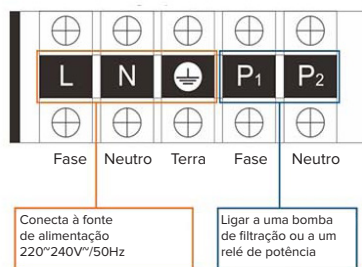 L N P1 P2
Fase Neutro Terra Fase Neutro
Conecta à fonte
de alimentação
220~240V~/50Hz
Ligar a uma bomba
de filtração ou a um
relé de potência